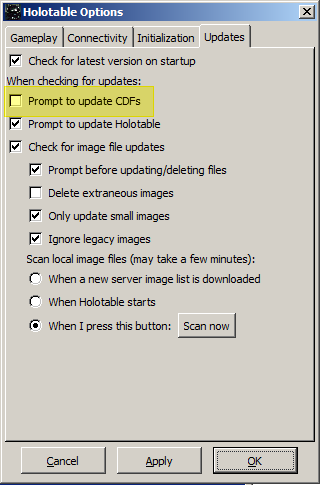 Holotable Options
Gameplay Connectivity Initialization Updates
Check for latest version on startup
When checking for updates:
Prompt to update CDFs
Prompt to update Holotable
Check for image file updates
Prompt before updating/deleting files
Delete extraneous images
Only update small images
Ignore legacy images
Scan local image files (may take a few minutes):
When a new server image list is downloaded
When Holotable starts
When I press this button: Scan now
Cancel Apply OK